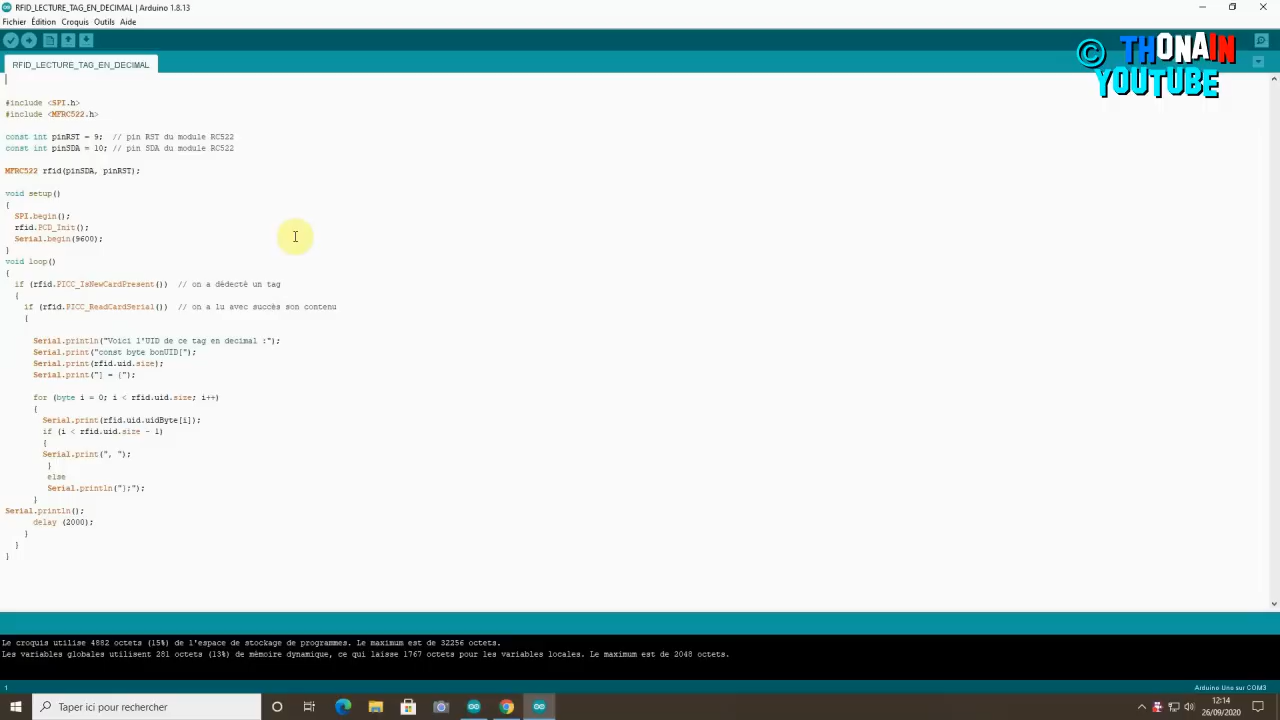 RFID_LECTURE_TAG_EN_DECIMAL | Arduino 1.8.13
Fichier Édition Croquis Outils Aide
© THONAIN
YOUTUBE
RFID_LECTURE_TAG_EN_DECIMAL
#include <SPI.h>
#include <MFRC522.h>
const int pinRST = 9; // pin RST du module RC522
const int pinSDA = 10; // pin SDA du module RC522
MFRC522 rfid(pinSDA, pinRST);
void setup()
{
SPI.begin();
rfid.PCD_Init();
Serial.begin(9600);
}
void loop()
{
if (rfid.PICC_IsNewCardPresent()) // on a dédecté un tag
{
if (rfid.PICC_ReadCardSerial()) // on a lu avec succès son contenu
{
Serial.println("Voici l'UID de ce tag en decimal :");
Serial.print("const byte bonUID[");
Serial.print(rfid.uid.size);
Serial.print("] = {");
for (byte i = 0; i < rfid.uid.size; i++)
{
Serial.print(rfid.uid.uidByte[i]);
if (i < rfid.uid.size - 1)
{
Serial.print(", ");
}
else
Serial.println("};");
}
Serial.println();
delay (2000);
}
}
}
Le croquis utilise 4882 octets (15%) de l'espace de stockage de programmes. Le maximum est de 32256 octets.
Les variables globales utilisent 281 octets (13%) de mémoire dynamique, ce qui laisse 1767 octets pour les variables locales. Le maximum est de 2048 octets.
1
Arduino Uno sur COM3
Taper ici pour rechercher
12:14
26/09/2020